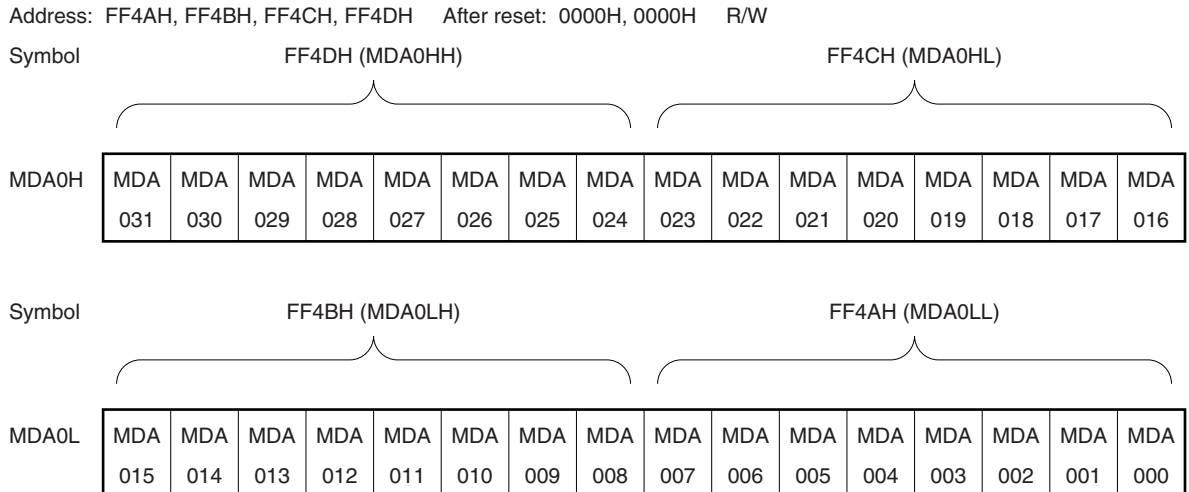 Address: FF4AH, FF4BH, FF4CH, FF4DH After reset: 0000H, 0000H R/W
Symbol FF4DH (MDA0HH) FF4CH (MDA0HL)
MDA0H MDA MDA MDA MDA MDA MDA MDA MDA MDA MDA MDA MDA MDA MDA MDA MDA
031 030 029 028 027 026 025 024 023 022 021 020 019 018 017 016
Symbol FF4BH (MDA0LH) FF4AH (MDA0LL)
MDA0L MDA MDA MDA MDA MDA MDA MDA MDA MDA MDA MDA MDA MDA MDA MDA MDA
015 014 013 012 011 010 009 008 007 006 005 004 003 002 001 000